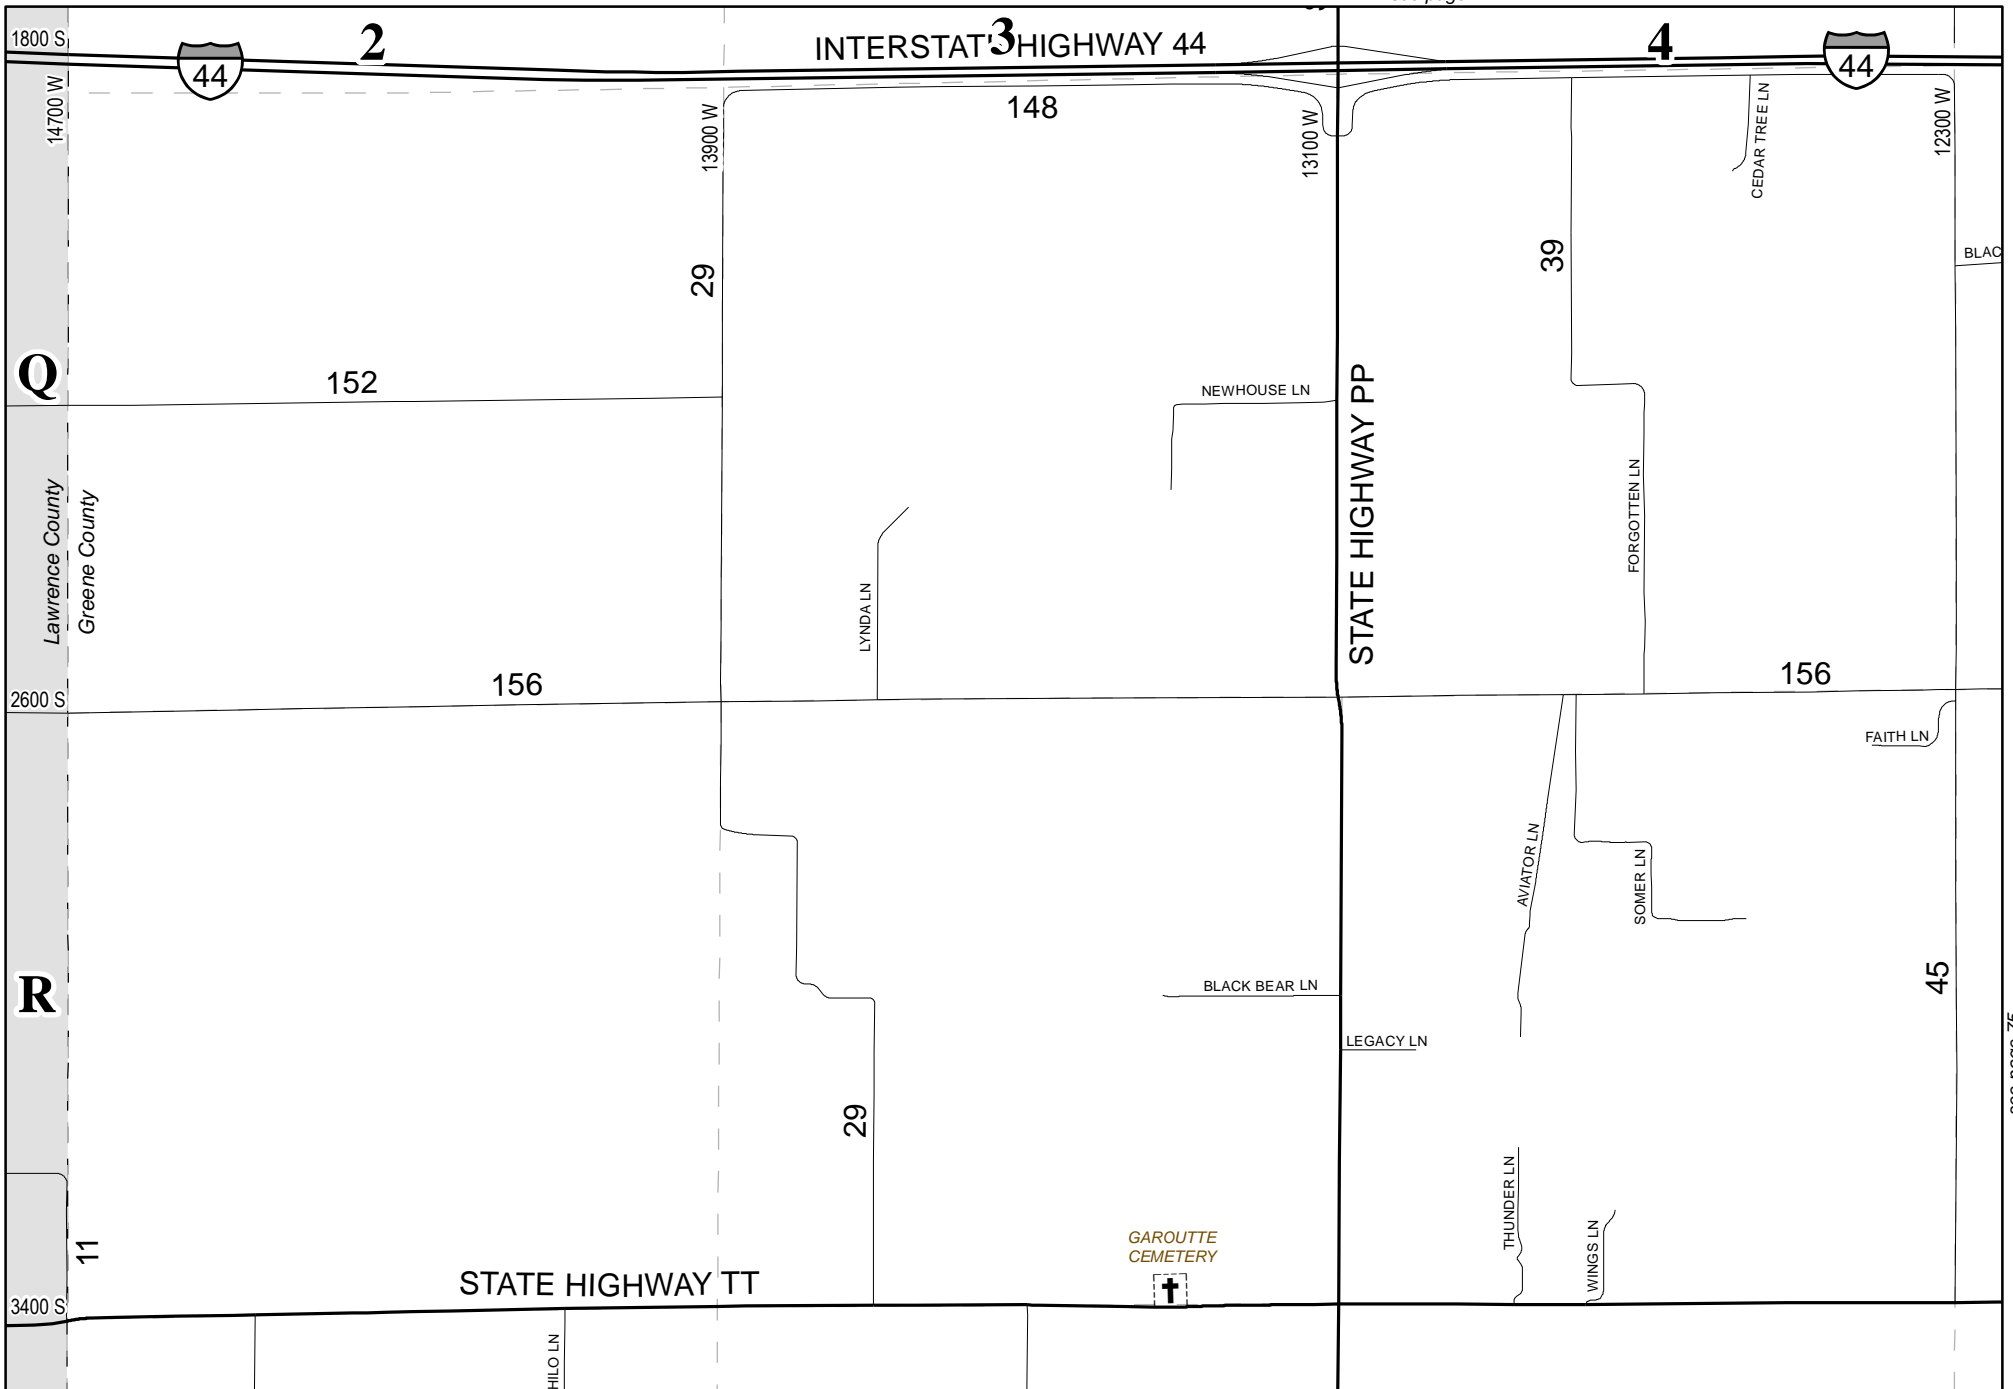 1800 S
2
INTERSTATE HIGHWAY 44
3
4
44
44
14700 W
13900 W
148
13100 W
CEDAR TREE LN
12300 W
29
39
BLAC
Q
152
NEWHOUSE LN
STATE HIGHWAY PP
Lawrence County
Greene County
FORGOTTEN LN
LYNDA LN
156
156
2600 S
FAITH LN
AVIATOR LN
SOMER LN
R
BLACK BEAR LN
45
LEGACY LN
29
THUNDER LN
WINGS LN
11
GAROUTTE
CEMETERY
STATE HIGHWAY TT
3400 S
HILO LN